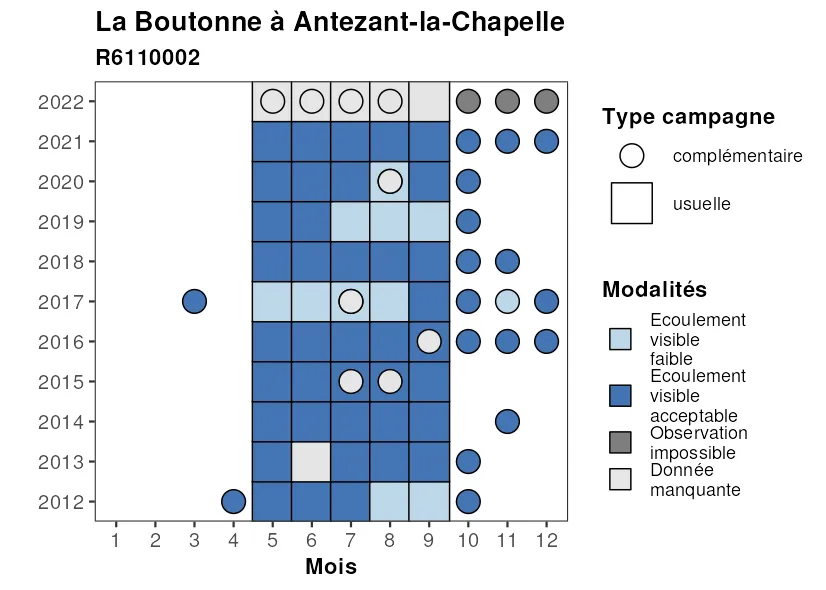 La Boutonne à Antezant-la-Chapelle
R6110002
2022
2021
2020
2019
2018
2017
2016
2015
2014
2013
2012
1 2 3 4 5 6 7 8 9 10 11 12
Mois
Type campagne
complémentaire
usuelle
Modalités
Ecoulement
visible
faible
Ecoulement
visible
acceptable
Observation
impossible
Donnée
manquante